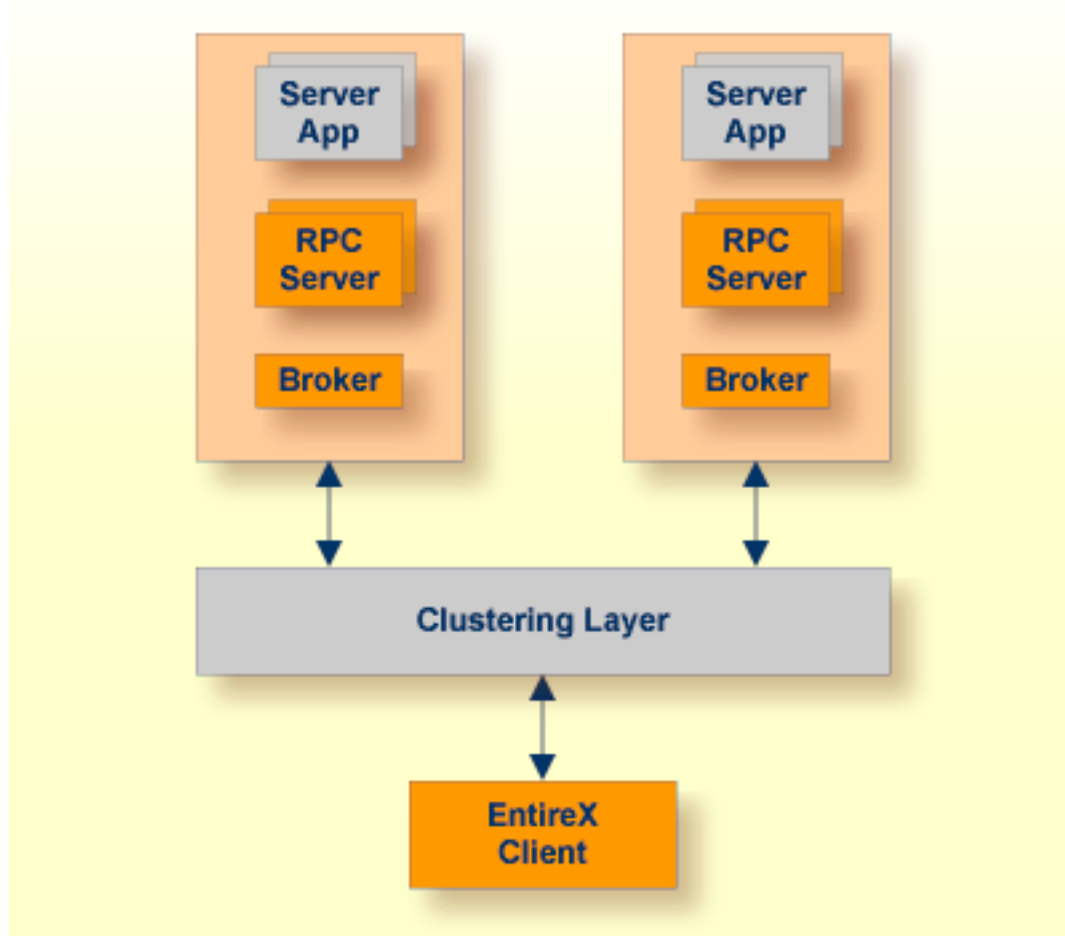 Server
App
RPC
Server
Broker
Server
App
RPC
Server
Broker
Clustering Layer
EntireX
Client